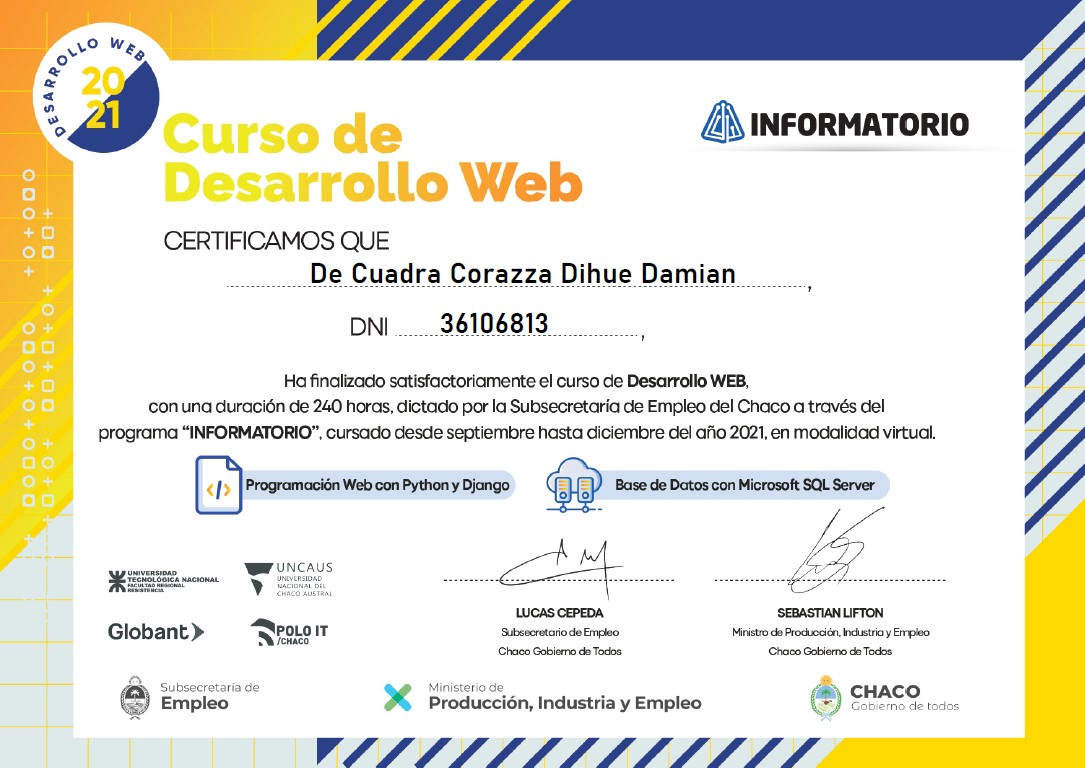 DESARROLLO WEB
20
21
Curso de
Desarrollo Web
INFORMATORIO
CERTIFICAMOS QUE
De Cuadra Corazza Dihue Damian,
DNI 36106813,
Ha finalizado satisfactoriamente el curso de Desarrollo WEB,
con una duración de 240 horas, dictado por la Subsecretaría de Empleo del Chaco a través del
programa “INFORMATORIO”, cursado desde septiembre hasta diciembre del año 2021, en modalidad virtual.
Programación Web con Python y Django
Base de Datos con Microsoft SQL Server
UNIVERSIDAD
TECNOLÓGICA NACIONAL
FACULTAD REGIONAL
RESISTENCIA
UNCAUS
UNIVERSIDAD
NACIONAL DEL
CHACO AUSTRAL
Globant
POLO IT
/CHACO
LUCAS CEPEDA
Subsecretario de Empleo
Chaco Gobierno de Todos
SEBASTIAN LIFTON
Ministro de Producción, Industria y Empleo
Chaco Gobierno de Todos
Subsecretaría de
Empleo
Ministerio de
Producción, Industria y Empleo
CHACO
Gobierno de todos